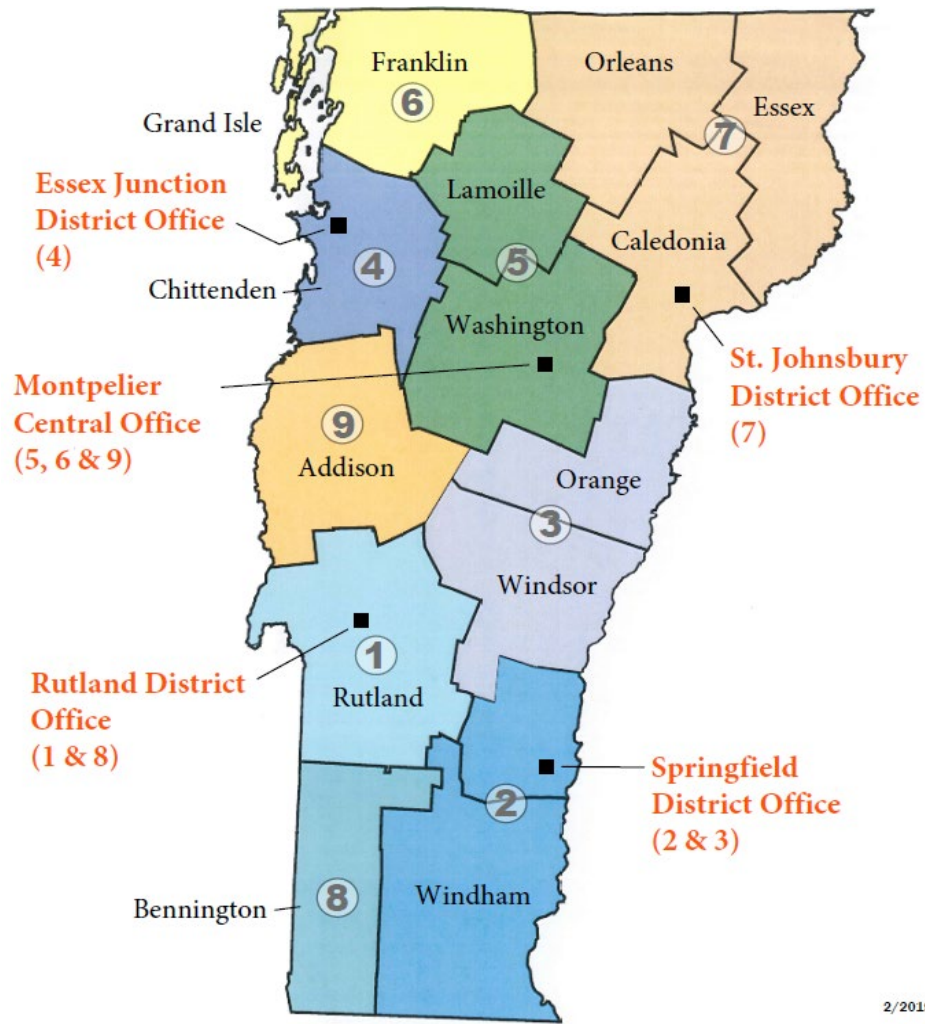 Franklin
6
Orleans
Essex
7
Grand Isle
Lamoille
Essex Junction
District Office
(4)
Caledonia
4
5
Chittenden
Washington
St. Johnsbury
District Office
(7)
Montpelier
Central Office
(5, 6 & 9)
9
Addison
Orange
3
Windsor
1
Rutland
Rutland District
Office
(1 & 8)
Springfield
District Office
(2 & 3)
2
8
Windham
Bennington